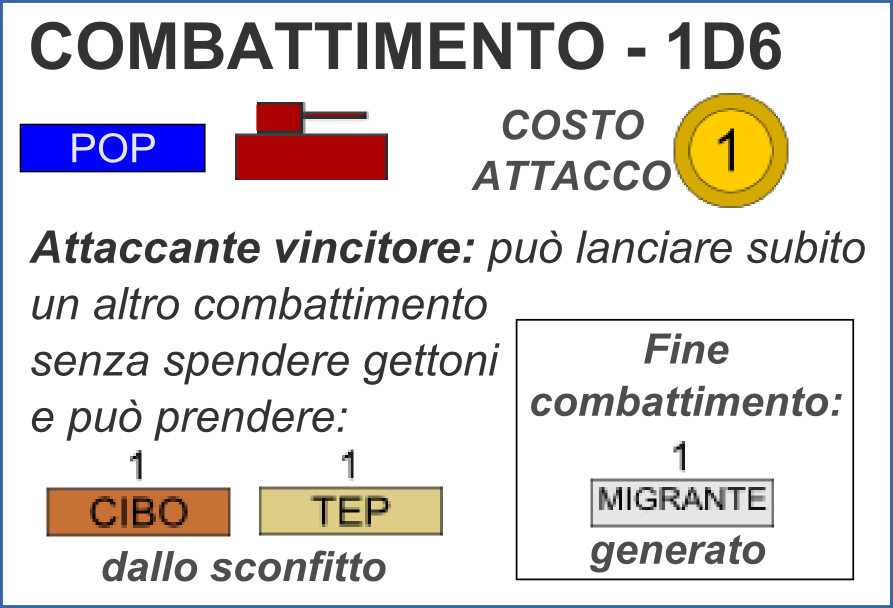 COMBATTIMENTO - 1D6
POP
COSTO
ATTACCO
1
Attaccante vincitore: può lanciare subito
un altro combattimento
senza spendere gettoni
e può prendere:
1 1
CIBO TEP
dallo sconfitto
Fine
combattimento:
1
MIGRANTE
generato